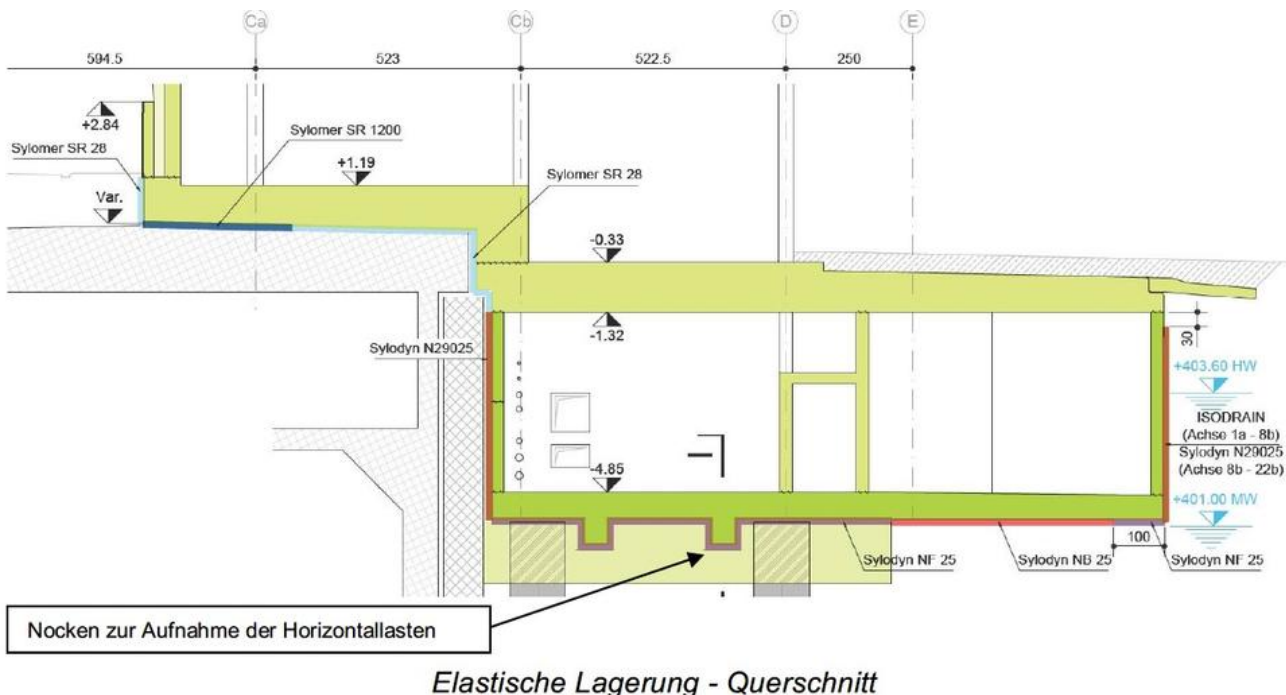 Ca
Cb
D
E
594.5
523
522.5
250
+2.84
Sylomer SR 1200
Sylomer SR 28
+1.19
Sylomer SR 28
Var.
-0.33
-1.32
30
Sylodyn N29025
+403.60 HW
ISODRAIN
(Achse 1a - 8b)
Sylodyn N29025
(Achse 8b - 22b)
-4.85
+401.00 MW
100
Sylodyn NF 25
Sylodyn NB 25
Sylodyn NF 25
Nocken zur Aufnahme der Horizontallasten
Elastische Lagerung - Querschnitt